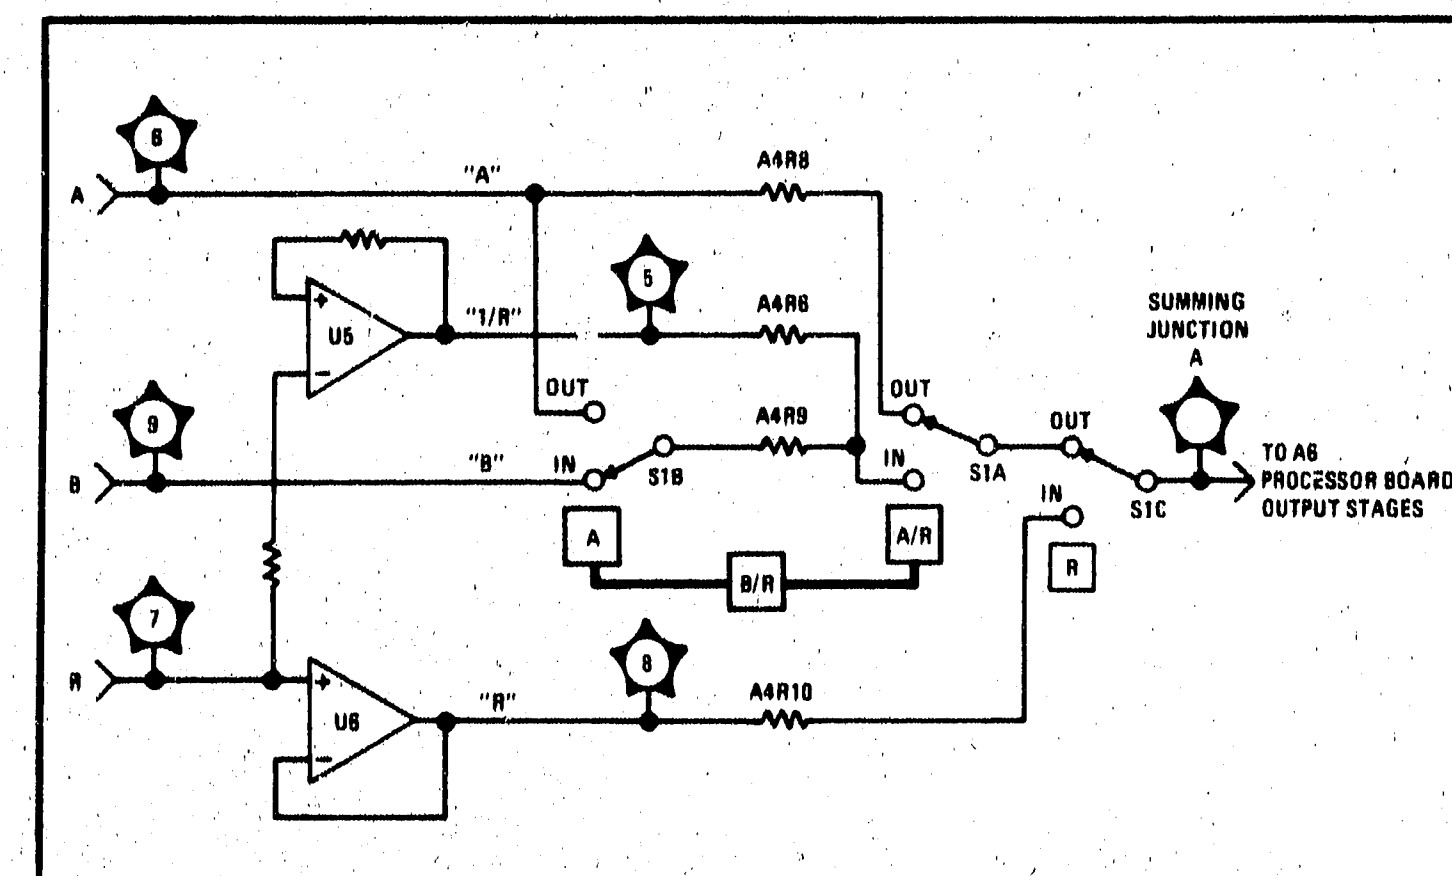 6
A
"A"
A4R8
+
U5
−
"1/R"
5
A4R6
SUMMING
JUNCTION
A
9
B
"B"
OUT
IN
S1B
A4R9
OUT
IN
S1A
OUT
IN
S1C
TO A6
PROCESSOR BOARD
OUTPUT STAGES
A
B/R
A/R
R
7
R
+
U6
−
"R"
8
A4R10